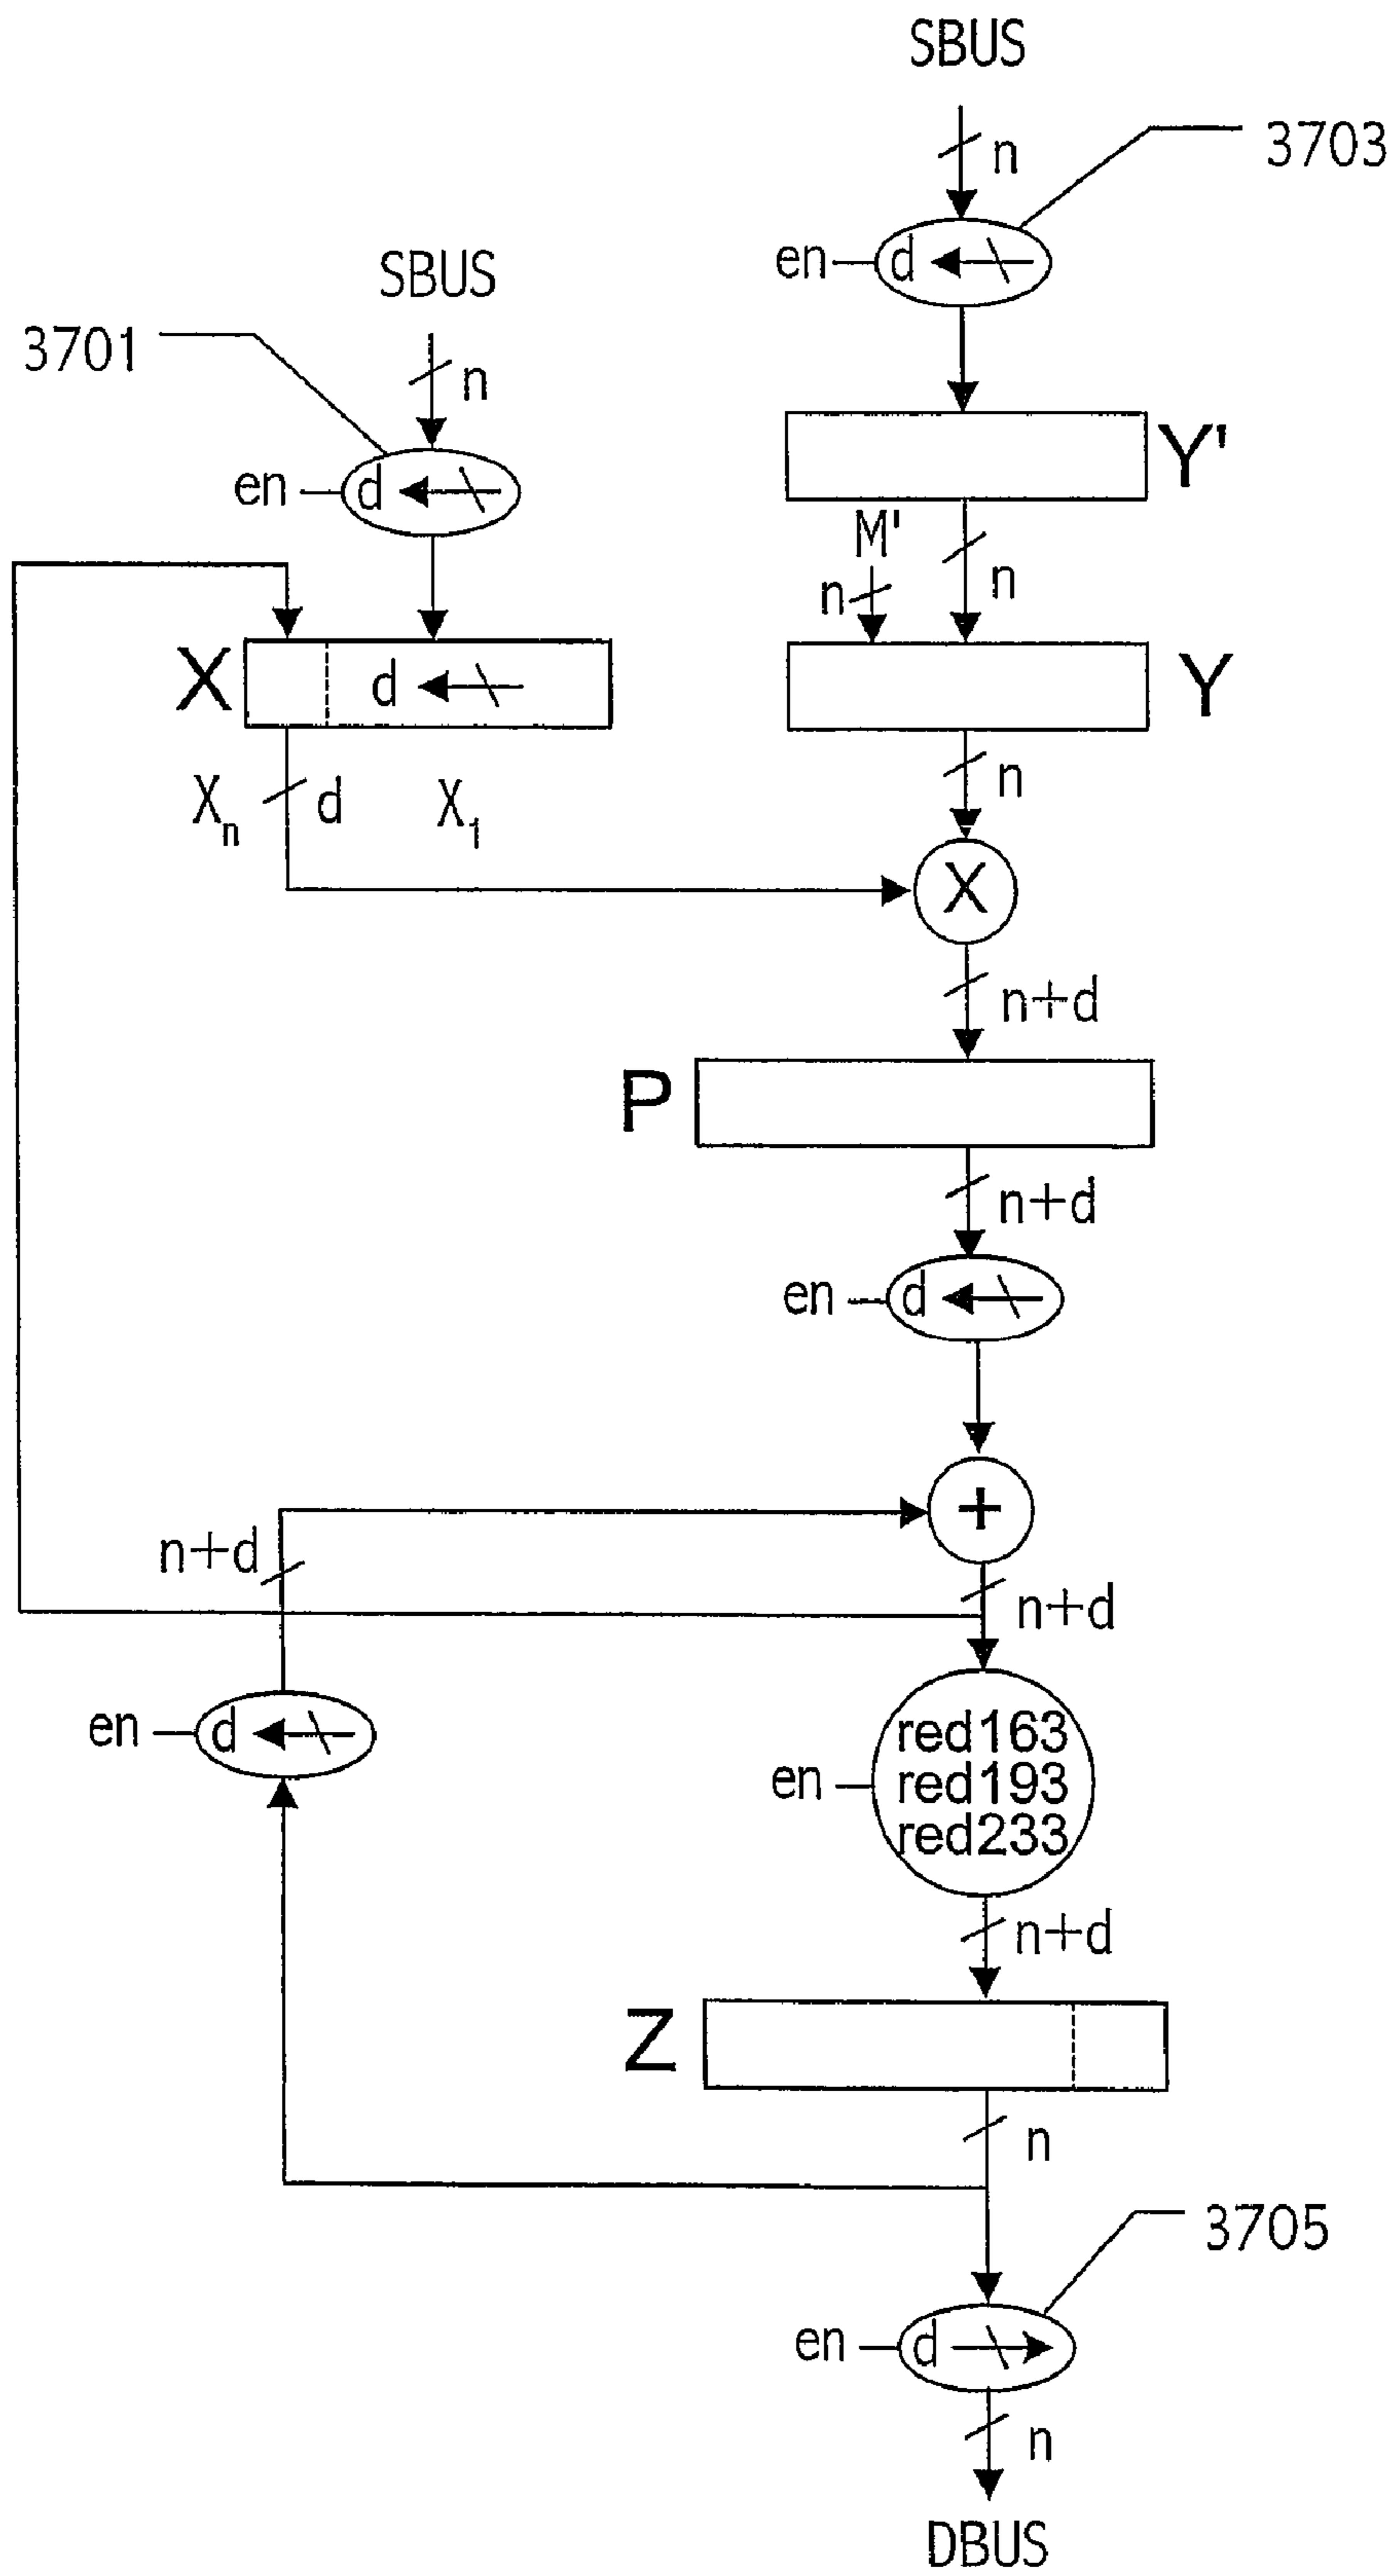 SBUS
n
3703
en
d
SBUS
3701
n
en
d
Y'
M'
n
n
X
d
Y
Xn
d
X1
n
X
n+d
P
n+d
en
d
+
n+d
n+d
en
d
red163
red193
red233
en
n+d
Z
n
3705
en
d
n
DBUS